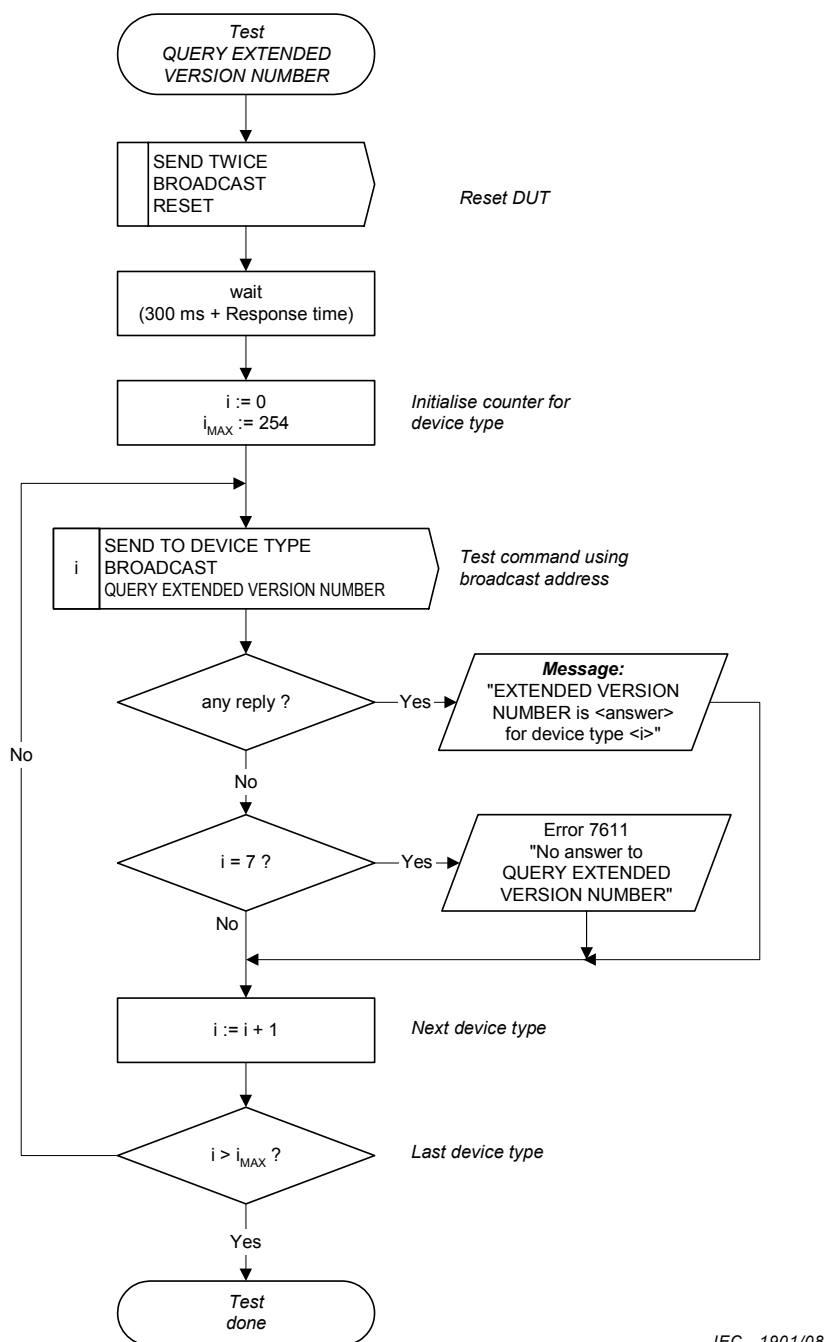 Test
QUERY EXTENDED
VERSION NUMBER
SEND TWICE
BROADCAST
RESET
Reset DUT
wait
(300 ms + Response time)
i := 0
iMAX := 254
Initialise counter for
device type
i
SEND TO DEVICE TYPE
BROADCAST
QUERY EXTENDED VERSION NUMBER
Test command using
broadcast address
any reply ?
Yes
Message:
"EXTENDED VERSION
NUMBER is <answer>
for device type <i>"
No
No
i = 7 ?
Yes
Error 7611
"No answer to
QUERY EXTENDED
VERSION NUMBER"
No
i := i + 1
Next device type
i > iMAX ?
Last device type
Yes
Test
done
IEC 1901/08